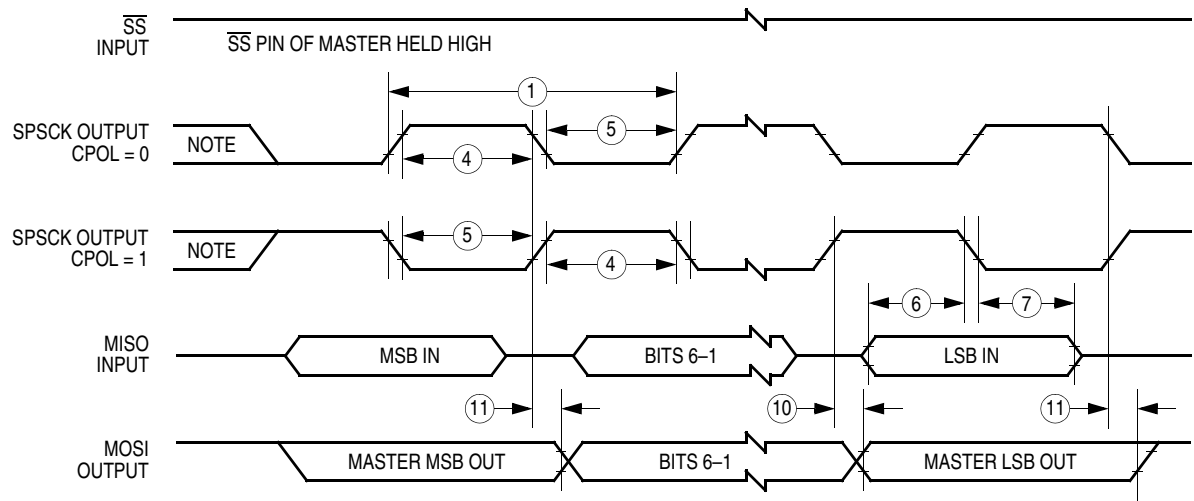 S̅S̅
INPUT
S̅S̅ PIN OF MASTER HELD HIGH
1
SPSCK OUTPUT
CPOL = 0
NOTE
4
5
SPSCK OUTPUT
CPOL = 1
NOTE
5
4
6
7
MISO
INPUT
MSB IN
BITS 6–1
LSB IN
11
10
11
MOSI
OUTPUT
MASTER MSB OUT
BITS 6–1
MASTER LSB OUT